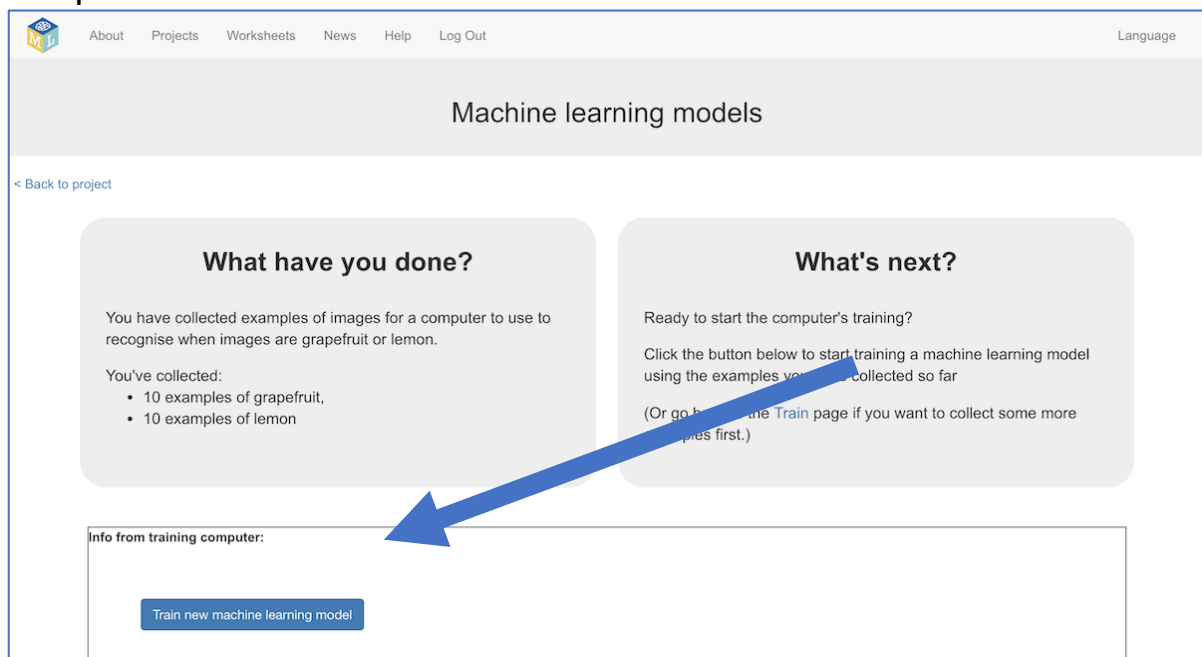 ML
About Projects Worksheets News Help Log Out Language
Machine learning models
< Back to project
What have you done?
You have collected examples of images for a computer to use to
recognise when images are grapefruit or lemon.
You've collected:
• 10 examples of grapefruit,
• 10 examples of lemon
What's next?
Ready to start the computer's training?
Click the button below to start training a machine learning model
using the examples collected so far
(Or go the Train page if you want to collect some more
first.)
Info from training computer:
Train new machine learning model